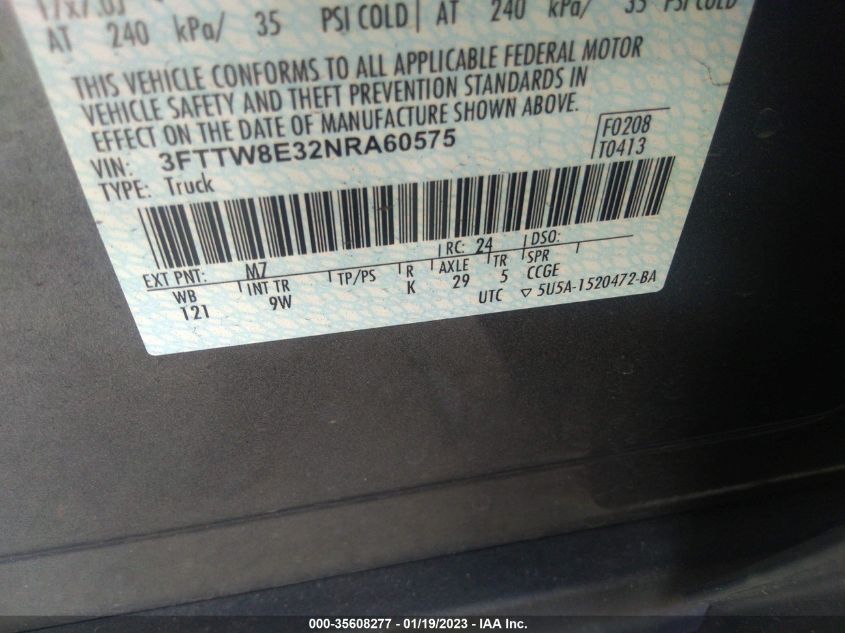 AT 240 kPa/ 35 PSI COLD | AT 240 kPa/ 35 PSI COLD
THIS VEHICLE CONFORMS TO ALL APPLICABLE FEDERAL MOTOR
VEHICLE SAFETY AND THEFT PREVENTION STANDARDS IN
EFFECT ON THE DATE OF MANUFACTURE SHOWN ABOVE.
VIN: 3FTTW8E32NRA60575
F0208
TYPE: Truck
T0413
RC: 24 DSO:
EXT PNT: M7
WB INT TR TP/PS R AXLE TR SPR
121 9W K 29 5 CCGE
UTC ▽ 5U5A-1520472-BA
000-35608277 - 01/19/2023 - IAA Inc.